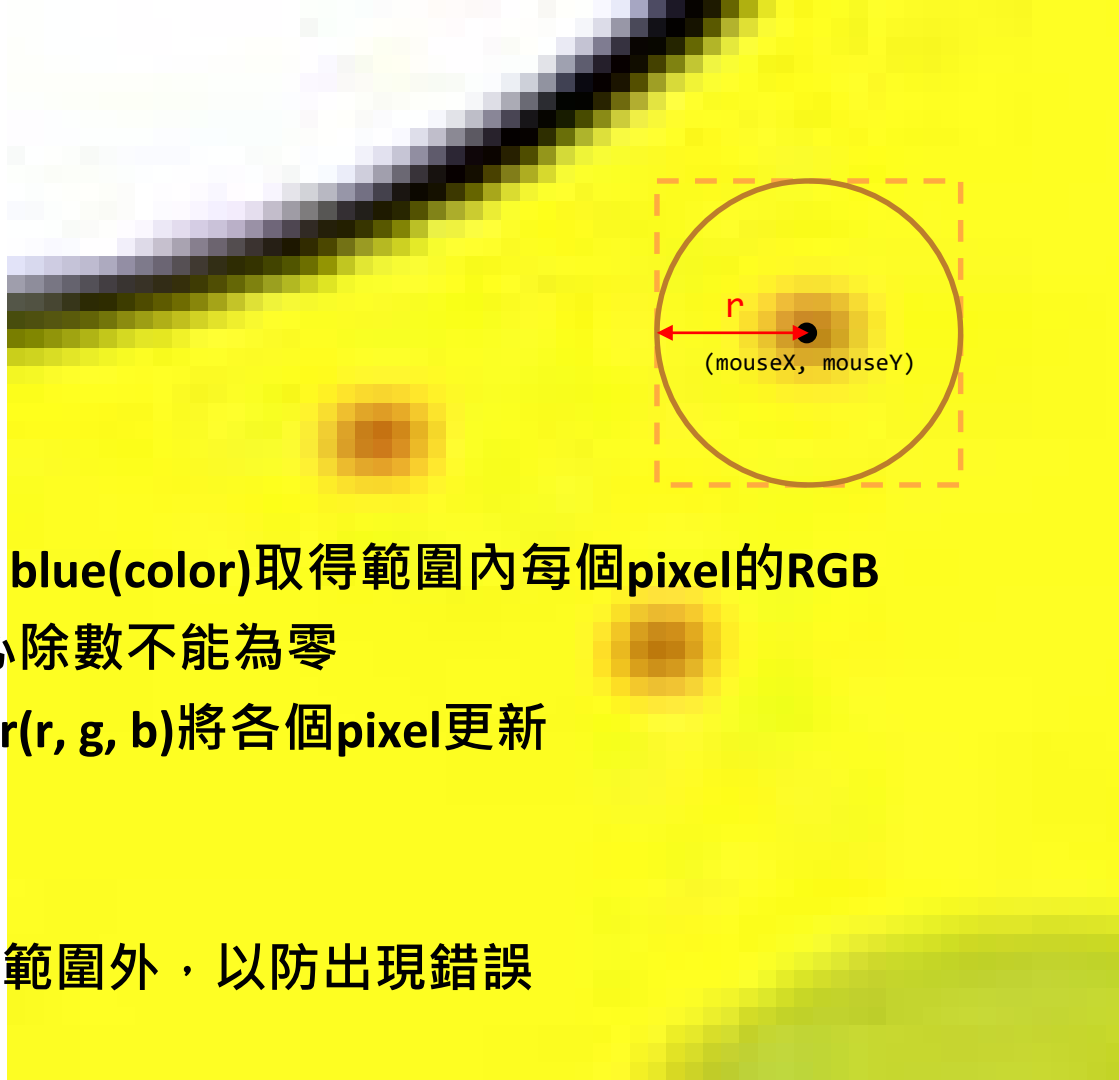 r
(mouseX, mouseY)
blue(color)取得範圍內每個pixel的RGB
除數不能為零
r(r, g, b)將各個pixel更新
範圍外，以防出現錯誤